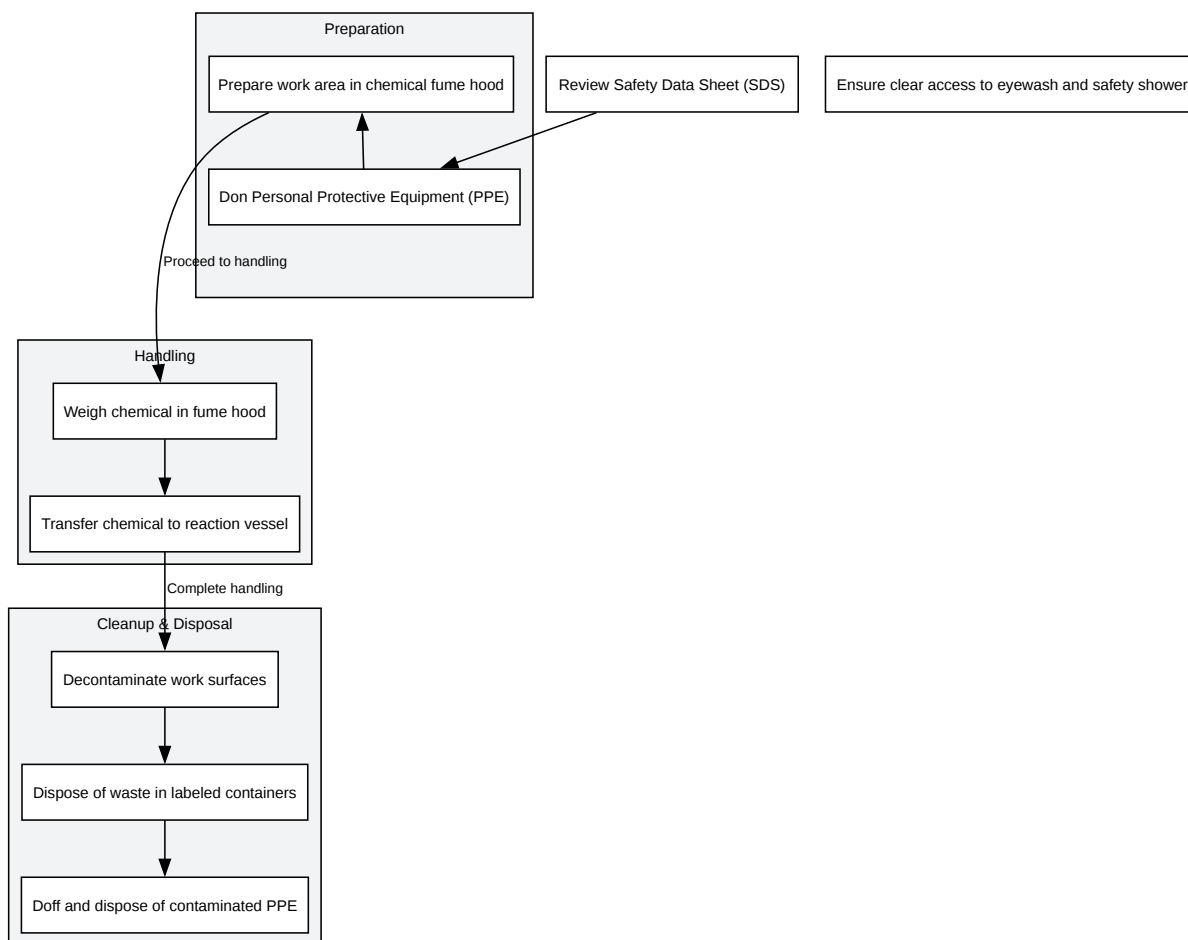 Preparation
Prepare work area in chemical fume hood
Review Safety Data Sheet (SDS)
Ensure clear access to eyewash and safety shower
Don Personal Protective Equipment (PPE)
Proceed to handling
Handling
Weigh chemical in fume hood
Transfer chemical to reaction vessel
Complete handling
Cleanup & Disposal
Decontaminate work surfaces
Dispose of waste in labeled containers
Doff and dispose of contaminated PPE